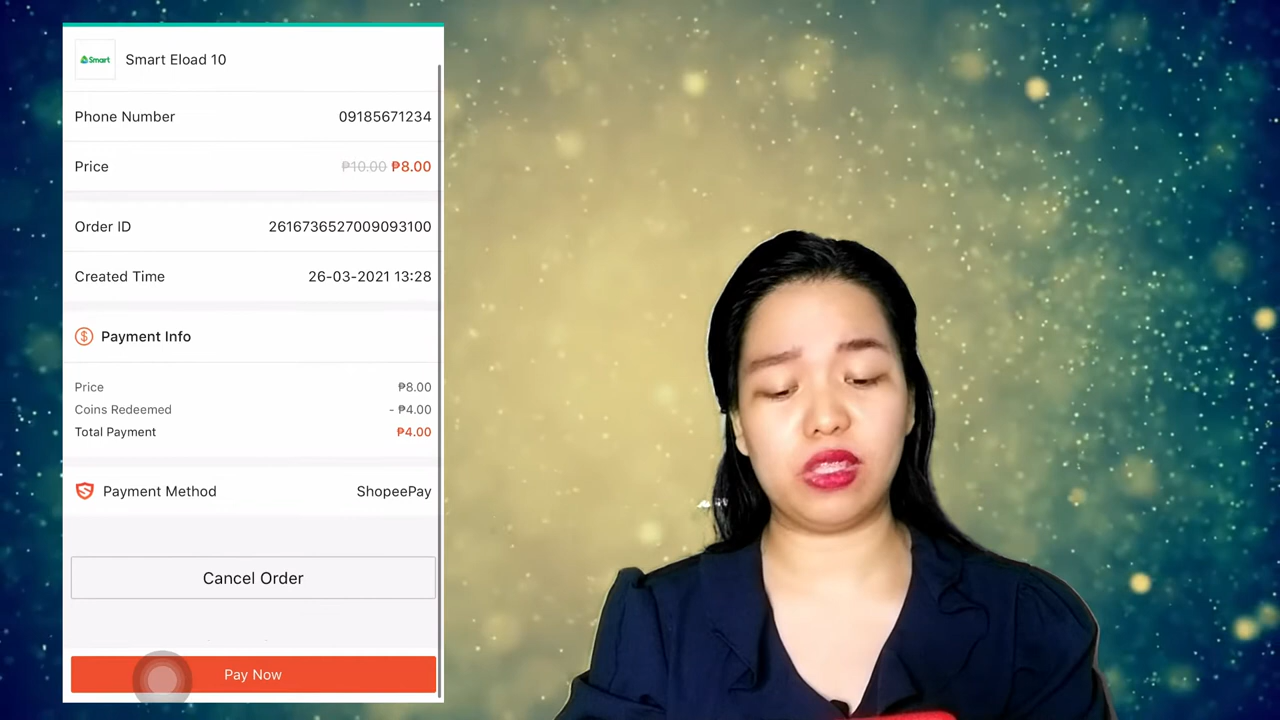 Smart
Smart Eload 10
Phone Number 09185671234
Price ₱10.00 ₱8.00
Order ID 2616736527009093100
Created Time 26-03-2021 13:28
Payment Info
Price ₱8.00
Coins Redeemed - ₱4.00
Total Payment ₱4.00
Payment Method ShopeePay
Cancel Order
Pay Now